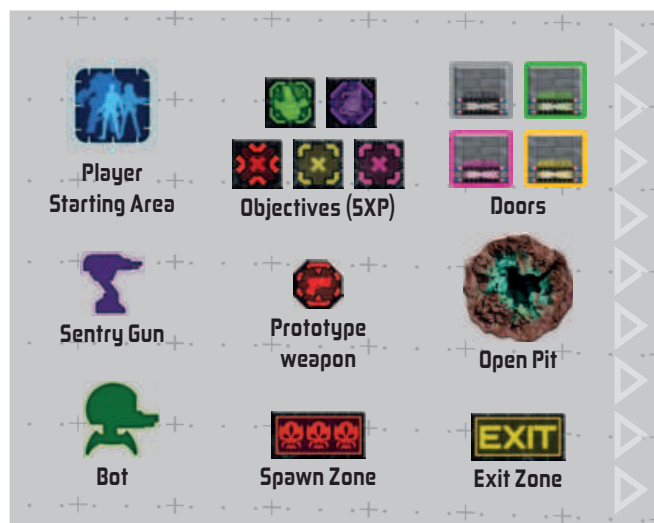 Player
Starting Area
Objectives (5XP)
Doors
Sentry Gun
Prototype
weapon
Open Pit
Bot
Spawn Zone
EXIT
Exit Zone